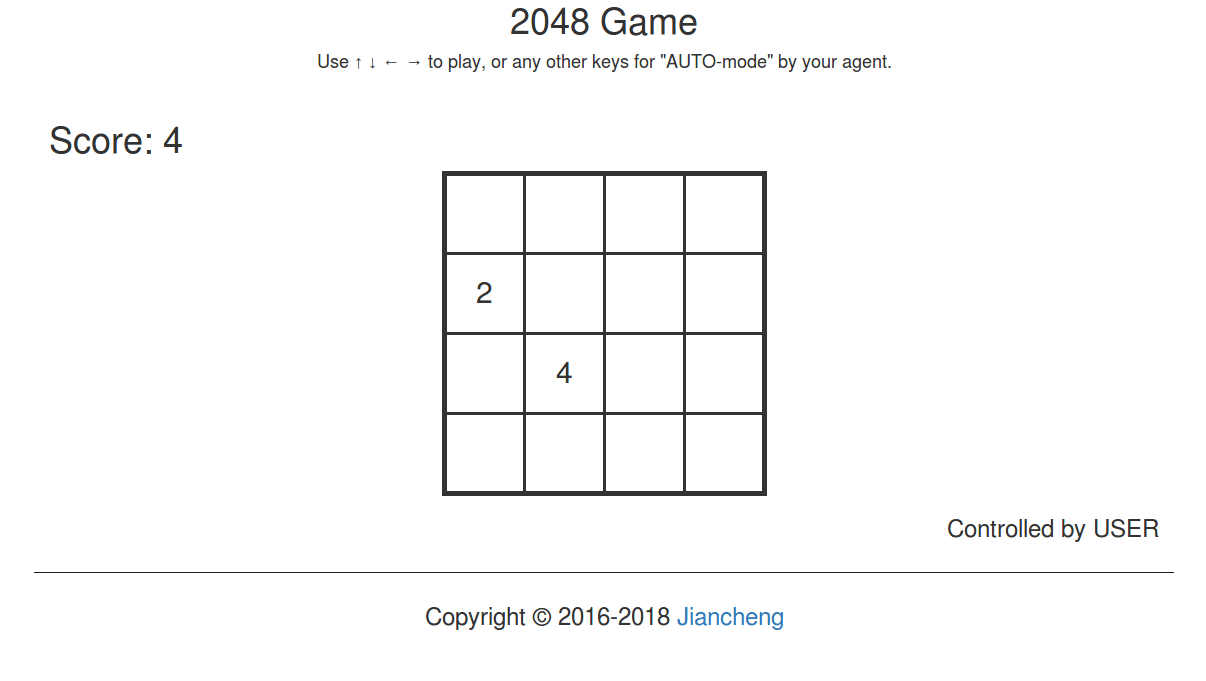 2048 Game
Use ↑ ↓ ← → to play, or any other keys for "AUTO-mode" by your agent.
Score: 4
2
4
Controlled by USER
Copyright © 2016-2018 Jiancheng